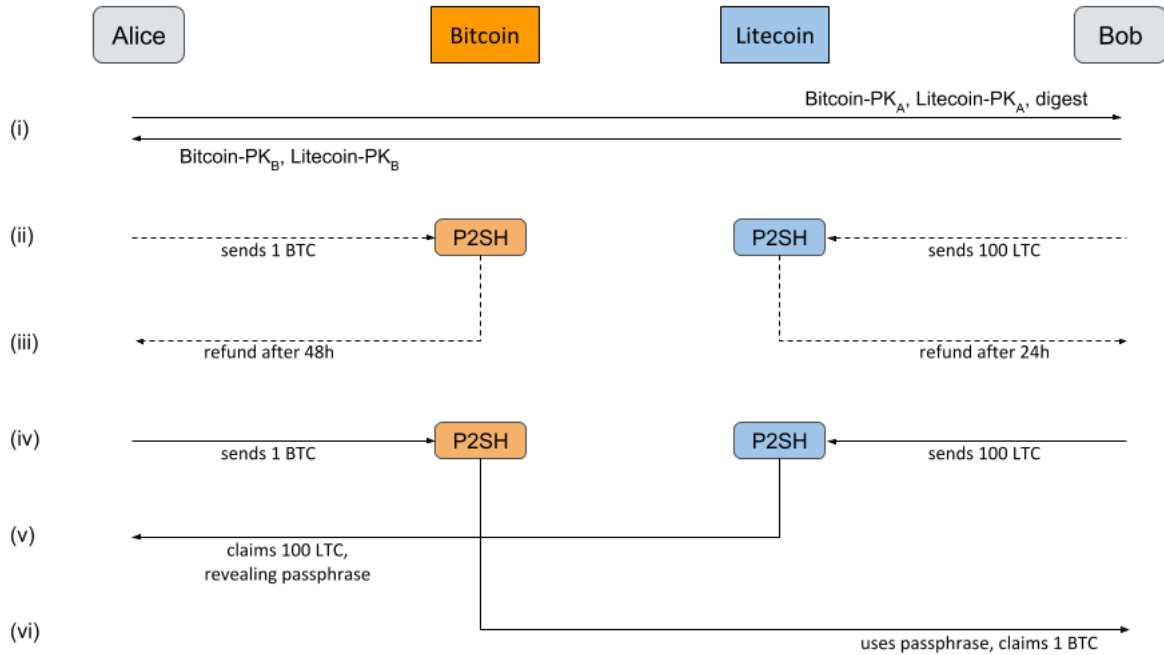 Alice
Bitcoin
Litecoin
Bob
(i)
Bitcoin-PKA, Litecoin-PKA, digest
Bitcoin-PKB, Litecoin-PKB
(ii)
P2SH
P2SH
sends 1 BTC
sends 100 LTC
(iii)
refund after 48h
refund after 24h
(iv)
P2SH
P2SH
sends 1 BTC
sends 100 LTC
(v)
claims 100 LTC,
revealing passphrase
(vi)
uses passphrase, claims 1 BTC